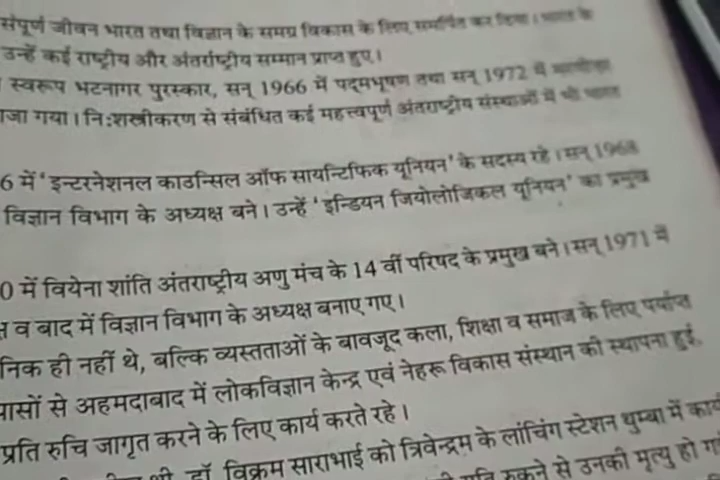 संपूर्ण जीवन भारत तथा विज्ञान के समग्र विकास के लिए समर्पित कर दिया। भारत के
उन्हें कई राष्ट्रीय और अंतर्राष्ट्रीय सम्मान प्राप्त हुए।
स्वरूप भटनागर पुरस्कार, सन् 1966 में पद्मभूषण तथा सन् 1972 में
गया। नि:शस्त्रीकरण से संबंधित कई महत्त्वपूर्ण अंतराष्ट्रीय संस्थाओं में भी भारत
6 में ' इन्टरनेशनल काउन्सिल ऑफ सायन्टिफिक यूनियन' के सदस्य रहे । सन् 1968
विज्ञान विभाग के अध्यक्ष बने। उन्हें ' इन्डियन जियोलोजिकल यूनियन' का प्रमुख
0 में वियेना शांति अंतराष्ट्रीय अणु मंच के 14 वीं परिषद के प्रमुख बने। सन् 1971 में
व बाद में विज्ञान विभाग के अध्यक्ष बनाए गए।
निक ही नहीं थे, बल्कि व्यस्तताओं के बावजूद कला, शिक्षा व समाज के लिए पर्याप्त
यासों से अहमदाबाद में लोकविज्ञान केन्द्र एवं नेहरू विकास संस्थान की स्थापना हुई
प्रति रुचि जागृत करने के लिए कार्य करते रहे।
डॉ. विक्रम साराभाई को त्रिवेन्द्रम के लांचिंग स्टेशन थुम्बा में
गति रुकने से उनकी मृत्यु हो